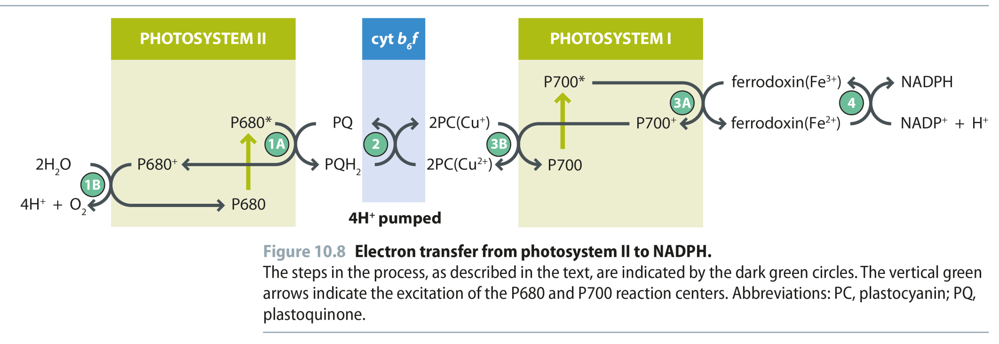 PHOTOSYSTEM II
cyt b₆f
PHOTOSYSTEM I
P700*
ferrodoxin(Fe³⁺)
NADPH
3A
4
P680*
PQ
2PC(Cu⁺)
P700⁺
ferrodoxin(Fe²⁺)
NADP⁺ + H⁺
1A
2
3B
2H₂O
P680⁺
PQH₂
2PC(Cu²⁺)
P700
1B
4H⁺ + O₂
P680
4H⁺ pumped
Figure 10.8 Electron transfer from photosystem II to NADPH.
The steps in the process, as described in the text, are indicated by the dark green circles. The vertical green
arrows indicate the excitation of the P680 and P700 reaction centers. Abbreviations: PC, plastocyanin; PQ,
plastoquinone.